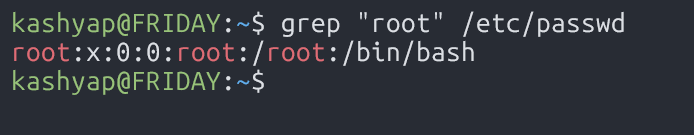 kashyap@FRIDAY:~$ grep "root" /etc/passwd
root:x:0:0:root:/root:/bin/bash
kashyap@FRIDAY:~$